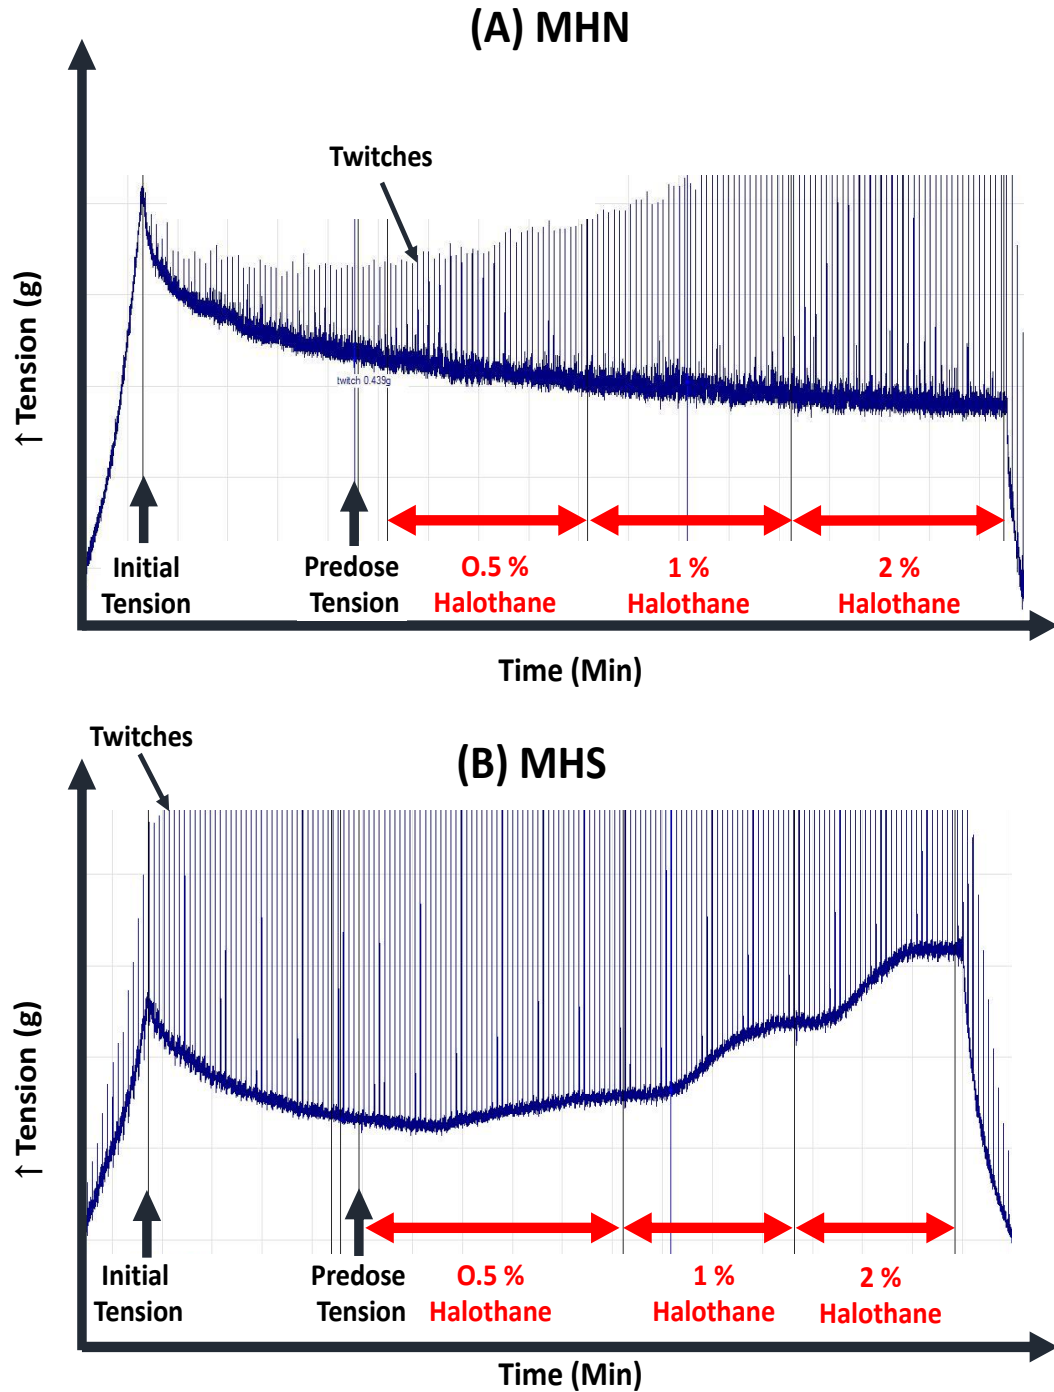 (A) MHN
Twitches
↑ Tension (g)
twitch 0.439g
Initial
Tension
Predose
Tension
O.5 %
Halothane
1 %
Halothane
2 %
Halothane
Time (Min)
Twitches
(B) MHS
↑ Tension (g)
Initial
Tension
Predose
Tension
O.5 %
Halothane
1 %
Halothane
2 %
Halothane
Time (Min)